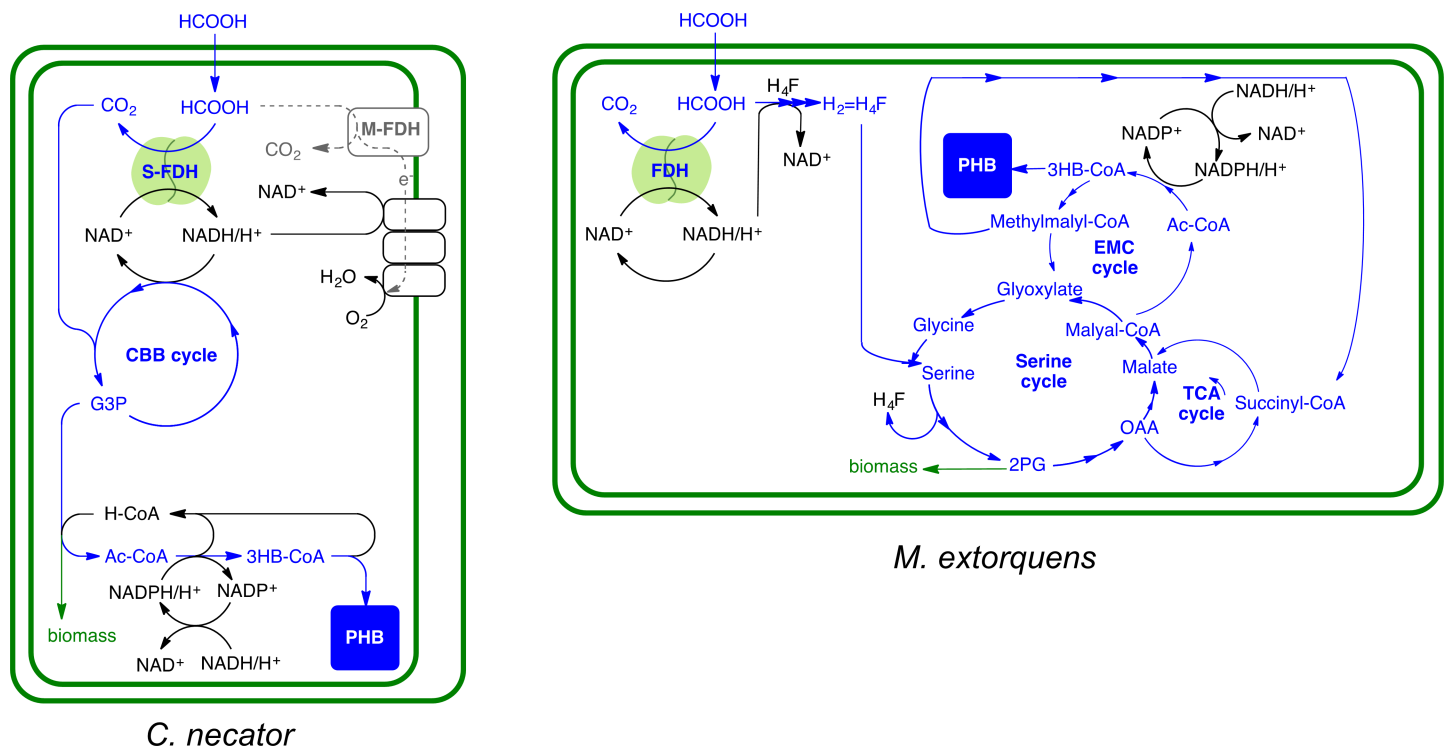 HCOOH
CO₂
HCOOH
M-FDH
CO₂
S-FDH
e⁻
NAD⁺
NAD⁺
NADH/H⁺
H₂O
O₂
CBB cycle
G3P
H-CoA
Ac-CoA
3HB-CoA
NADPH/H⁺
NADP⁺
biomass
PHB
NAD⁺
NADH/H⁺
C. necator
HCOOH
CO₂
HCOOH
H₄F
H₂=H₄F
NAD⁺
FDH
NAD⁺
NADH/H⁺
NADH/H⁺
NADP⁺
NAD⁺
NADPH/H⁺
PHB
3HB-CoA
Methylmalyl-CoA
Ac-CoA
EMC
cycle
Glyoxylate
Glycine
Malyal-CoA
Serine
Serine
cycle
Malate
TCA
cycle
Succinyl-CoA
H₄F
OAA
biomass
2PG
M. extorquens